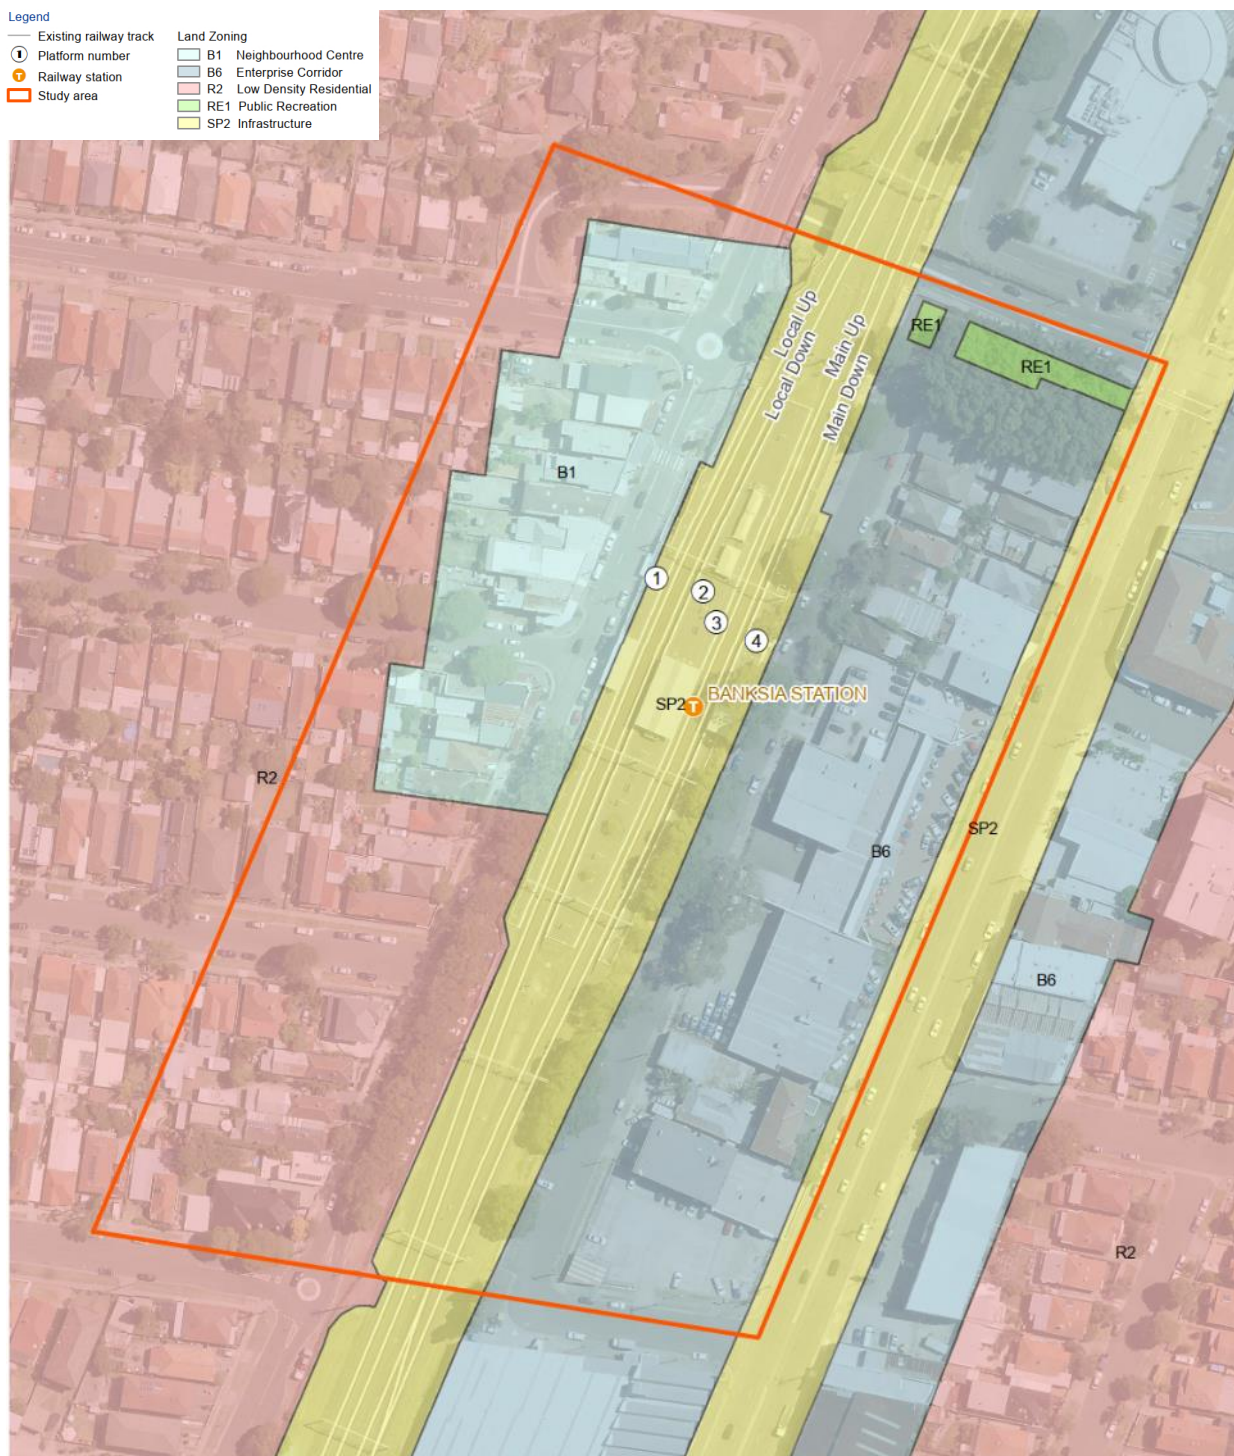 Legend
Existing railway track
1 Platform number
T Railway station
Study area
Land Zoning
B1 Neighbourhood Centre
B6 Enterprise Corridor
R2 Low Density Residential
RE1 Public Recreation
SP2 Infrastructure
Local Up
Local Down
Main Up
Main Down
RE1
RE1
B1
1
2
3
4
SP2
T
BANKSIA STATION
R2
SP2
B6
B6
R2